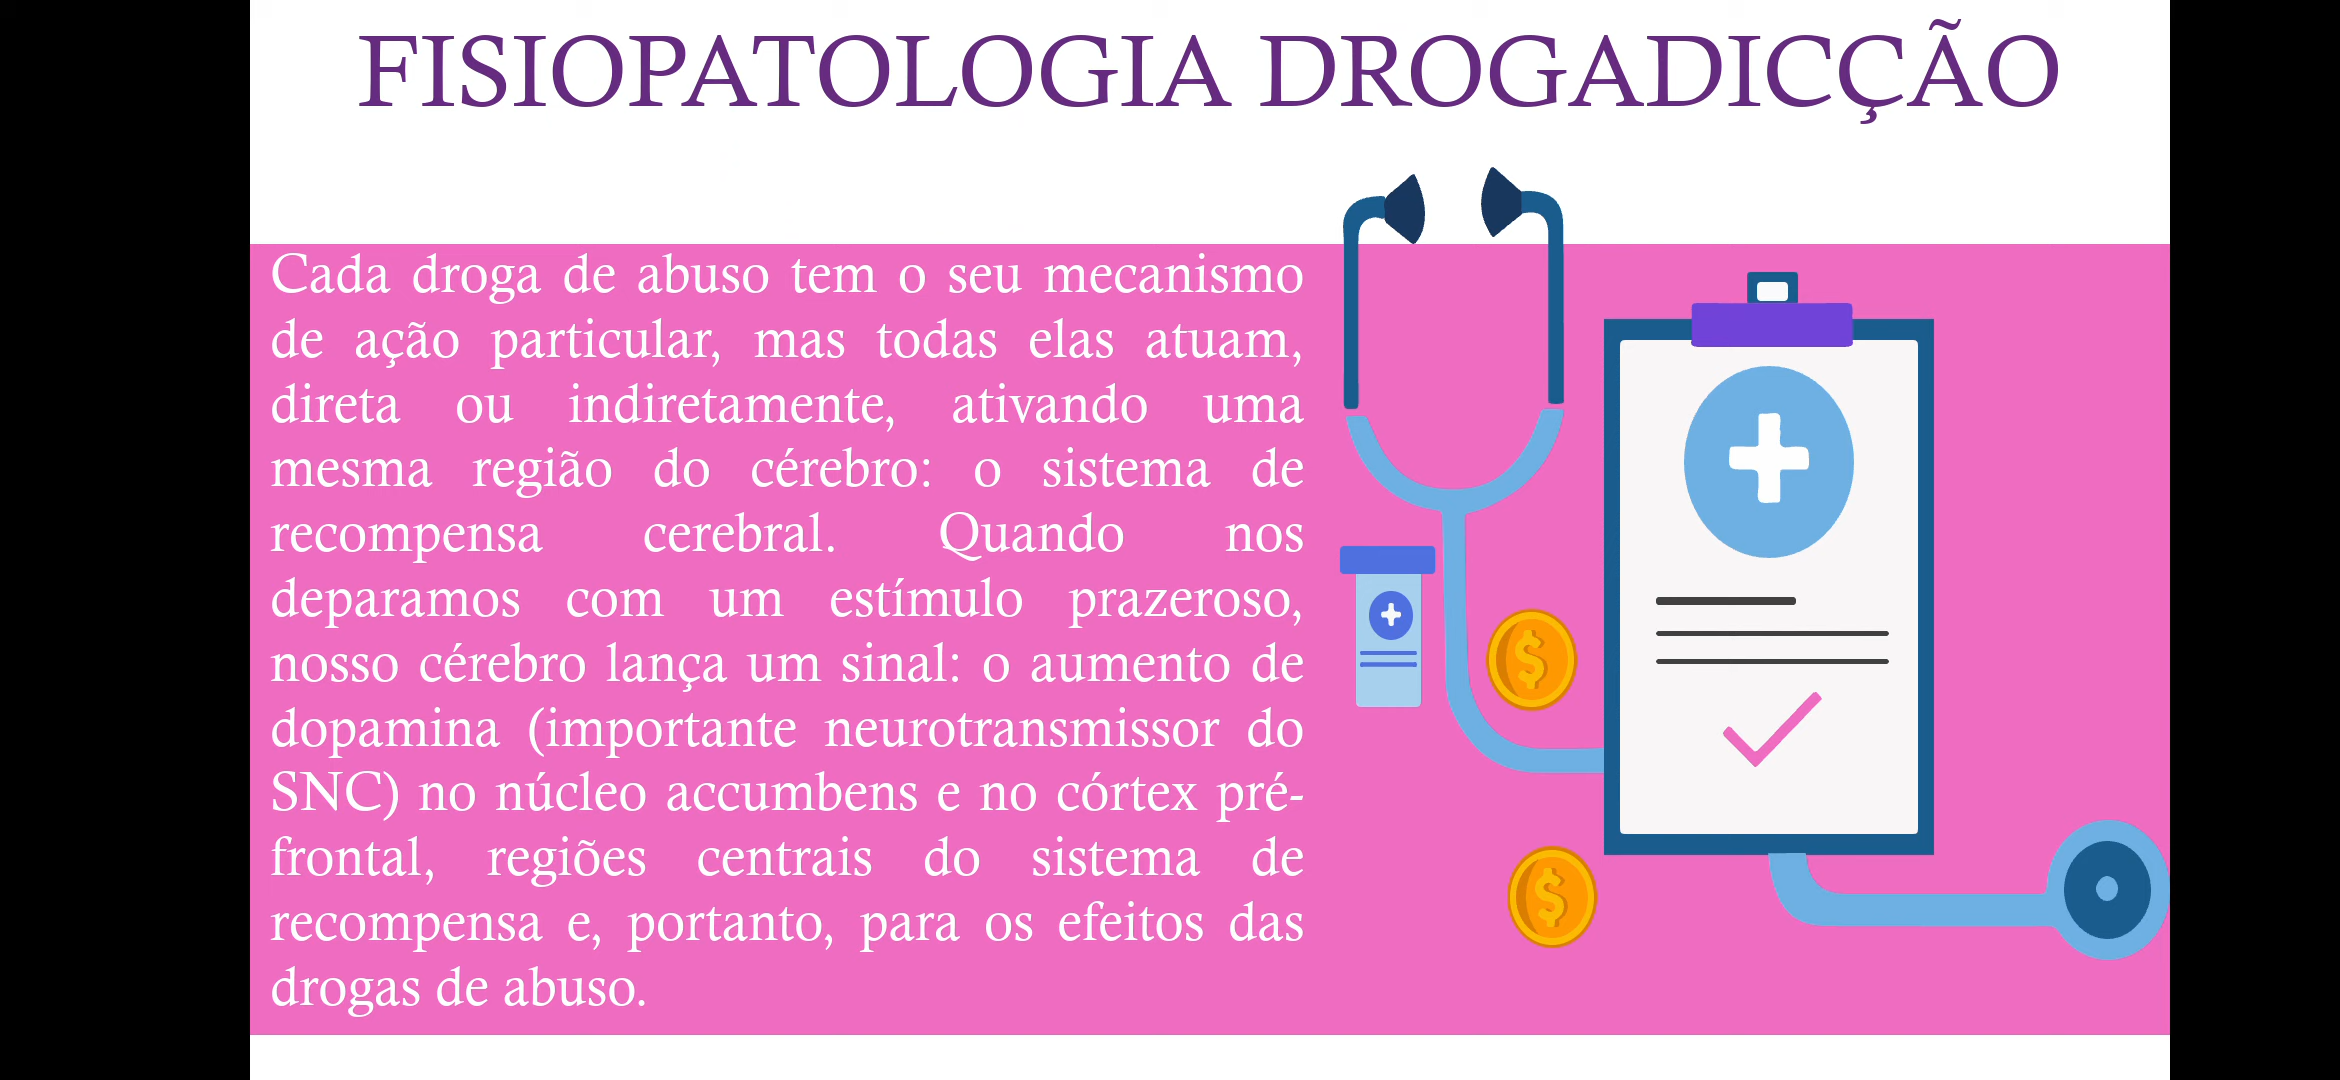 FISIOPATOLOGIA DROGADICÇÃO
Cada droga de abuso tem o seu mecanismo
de ação particular, mas todas elas atuam,
direta ou indiretamente, ativando uma
mesma região do cérebro: o sistema de
recompensa cerebral. Quando nos
deparamos com um estímulo prazeroso,
nosso cérebro lança um sinal: o aumento de
dopamina (importante neurotransmissor do
SNC) no núcleo accumbens e no córtex pré-
frontal, regiões centrais do sistema de
recompensa e, portanto, para os efeitos das
drogas de abuso.